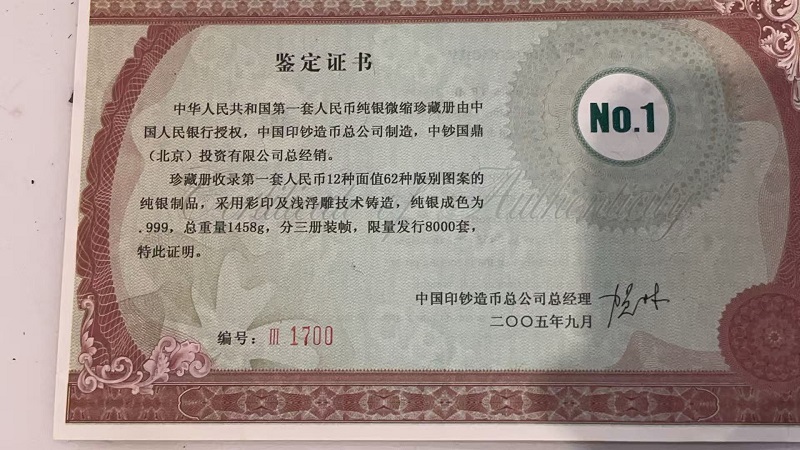 鉴定证书
No.1
中华人民共和国第一套人民币纯银微缩珍藏册由中
国人民银行授权，中国印钞造币总公司制造，中钞国鼎
（北京）投资有限公司总经销。
珍藏册收录第一套人民币12种面值62种版别图案的
纯银制品，采用彩印及浅浮雕技术铸造，纯银成色为
.999，总重量1458g，分三册装帧，限量发行8000套，
特此证明。
Certificate of Authenticity
中国印钞造币总公司总经理
二〇〇五年九月
编号：III 1700